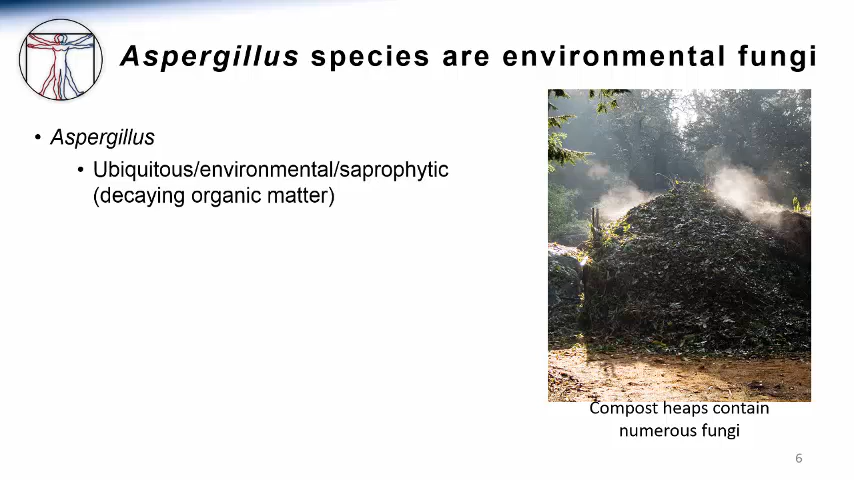 Aspergillus species are environmental fungi
• Aspergillus
• Ubiquitous/environmental/saprophytic
(decaying organic matter)
Compost heaps contain
numerous fungi
6